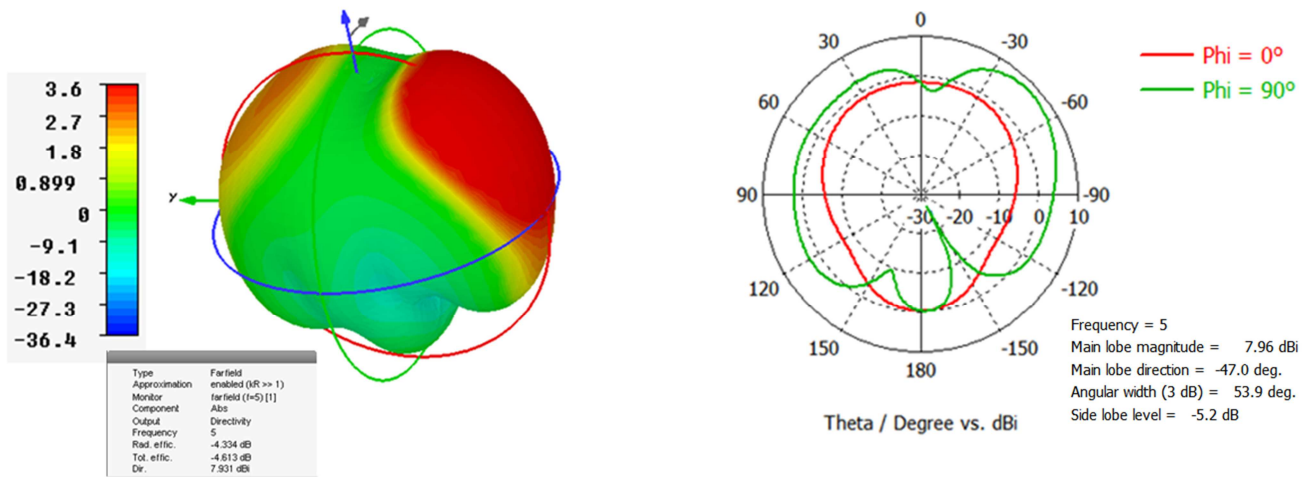 3.6
2.7
1.8
0.899
0
-9.1
-18.2
-27.3
-36.4
Y
Type Farfield
Approximation enabled (kR >> 1)
Monitor farfield (f=5) [1]
Component Abs
Output Directivity
Frequency 5
Rad. effic. -4.334 dB
Tot. effic. -4.613 dB
Dir. 7.931 dBi
0
30 -30
60 -60
90 -90
-30 -20 -10 0 10
120 -120
150 -150
180
Theta / Degree vs. dBi
Phi = 0º
Phi = 90º
Frequency = 5
Main lobe magnitude = 7.96 dBi
Main lobe direction = -47.0 deg.
Angular width (3 dB) = 53.9 deg.
Side lobe level = -5.2 dB